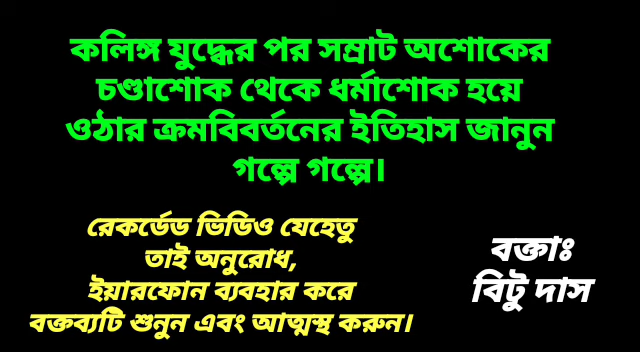 কলিঙ্গ যুদ্ধের পর সম্রাট অশোকের
চণ্ডাশোক থেকে ধর্মাশোক হয়ে
ওঠার ক্রমবিবর্তনের ইতিহাস জানুন
গল্পে গল্পে।
রেকর্ডেড ভিডিও যেহেতু
তাই অনুরোধ,
ইয়ারফোন ব্যবহার করে
বক্তব্যটি শুনুন এবং আত্মস্থ করুন।
বক্তাঃ
বিটু দাস